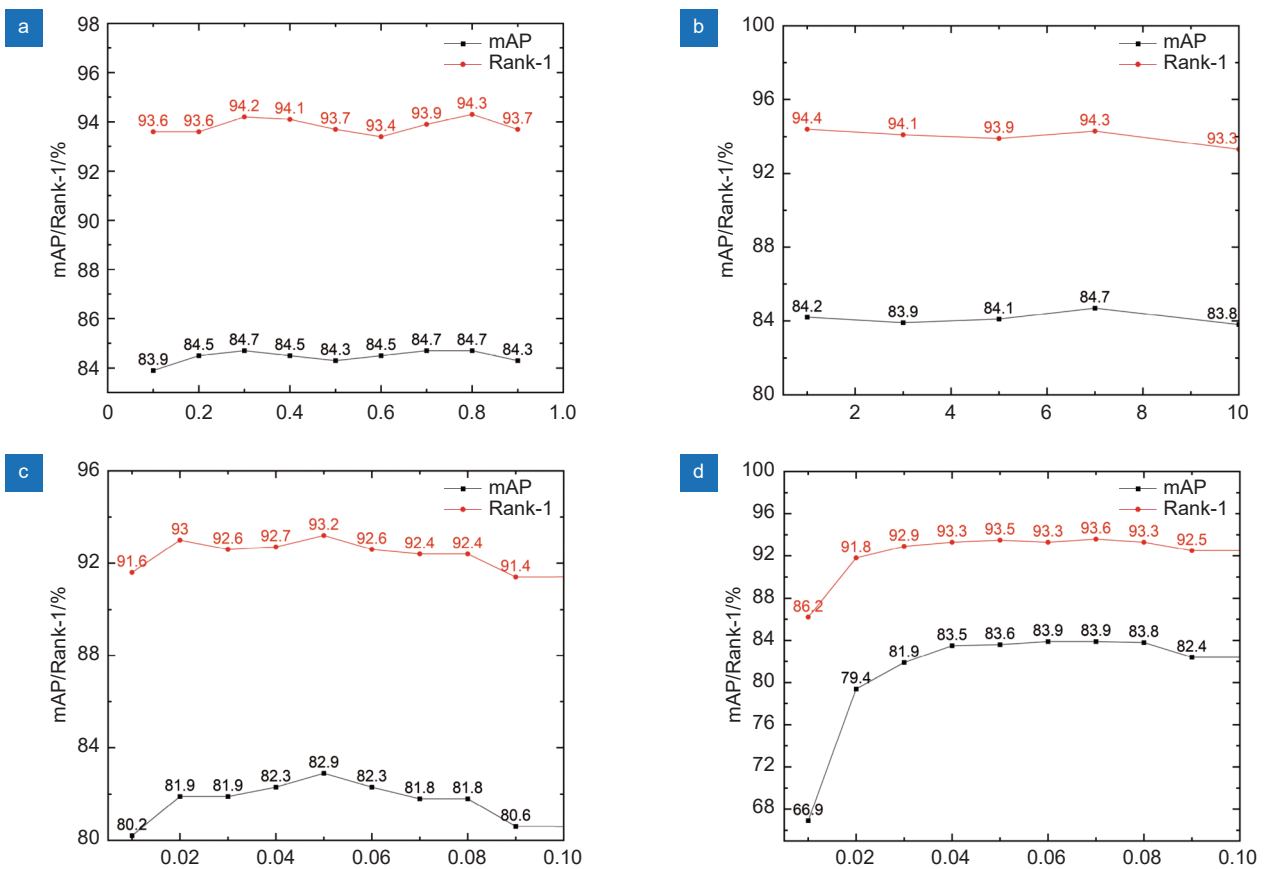 a
98
96
94
92
90
88
86
84
0 0.2 0.4 0.6 0.8 1.0
mAP/Rank-1/%
mAP
Rank-1
93.6 93.6 94.2 94.1 93.7 93.4 93.9 94.3 93.7
83.9 84.5 84.7 84.5 84.3 84.5 84.7 84.7 84.3
b
100
96
92
88
84
80
2 4 6 8 10
mAP/Rank-1/%
mAP
Rank-1
94.4 94.1 93.9 94.3 93.3
84.2 83.9 84.1 84.7 83.8
c
96
92
88
84
80
0.02 0.04 0.06 0.08 0.10
mAP/Rank-1/%
mAP
Rank-1
91.6 93 92.6 92.7 93.2 92.6 92.4 92.4 91.4
80.2 81.9 81.9 82.3 82.9 82.3 81.8 81.8 80.6
d
100
96
92
88
84
80
76
72
68
0.02 0.04 0.06 0.08 0.10
mAP/Rank-1/%
mAP
Rank-1
86.2 91.8 92.9 93.3 93.5 93.3 93.6 93.3 92.5
66.9 79.4 81.9 83.5 83.6 83.9 83.9 83.8 82.4